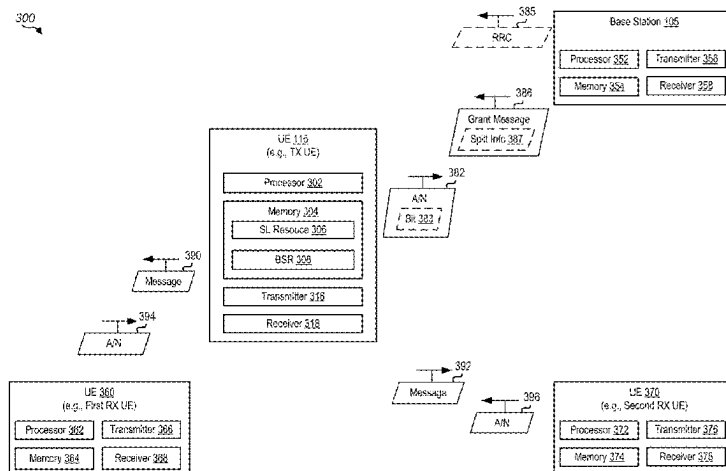 300
385
RRC
Base Station 105
Processor 352
Transmitter 356
Memory 354
Receiver 358
386
Grant Message
Split Info 387
UE 115
(e.g., TX UE)
Processor 302
Memory 304
SL Resouce 306
BSR 308
Transmitter 316
Receiver 318
382
A/N
Bit 383
390
Message
394
A/N
392
Message
396
A/N
UE 360
(e.g., First RX UE)
Processor 362
Transmitter 366
Memory 364
Receiver 368
UE 370
(e.g., Second RX UE)
Processor 372
Transmitter 376
Memory 374
Receiver 378